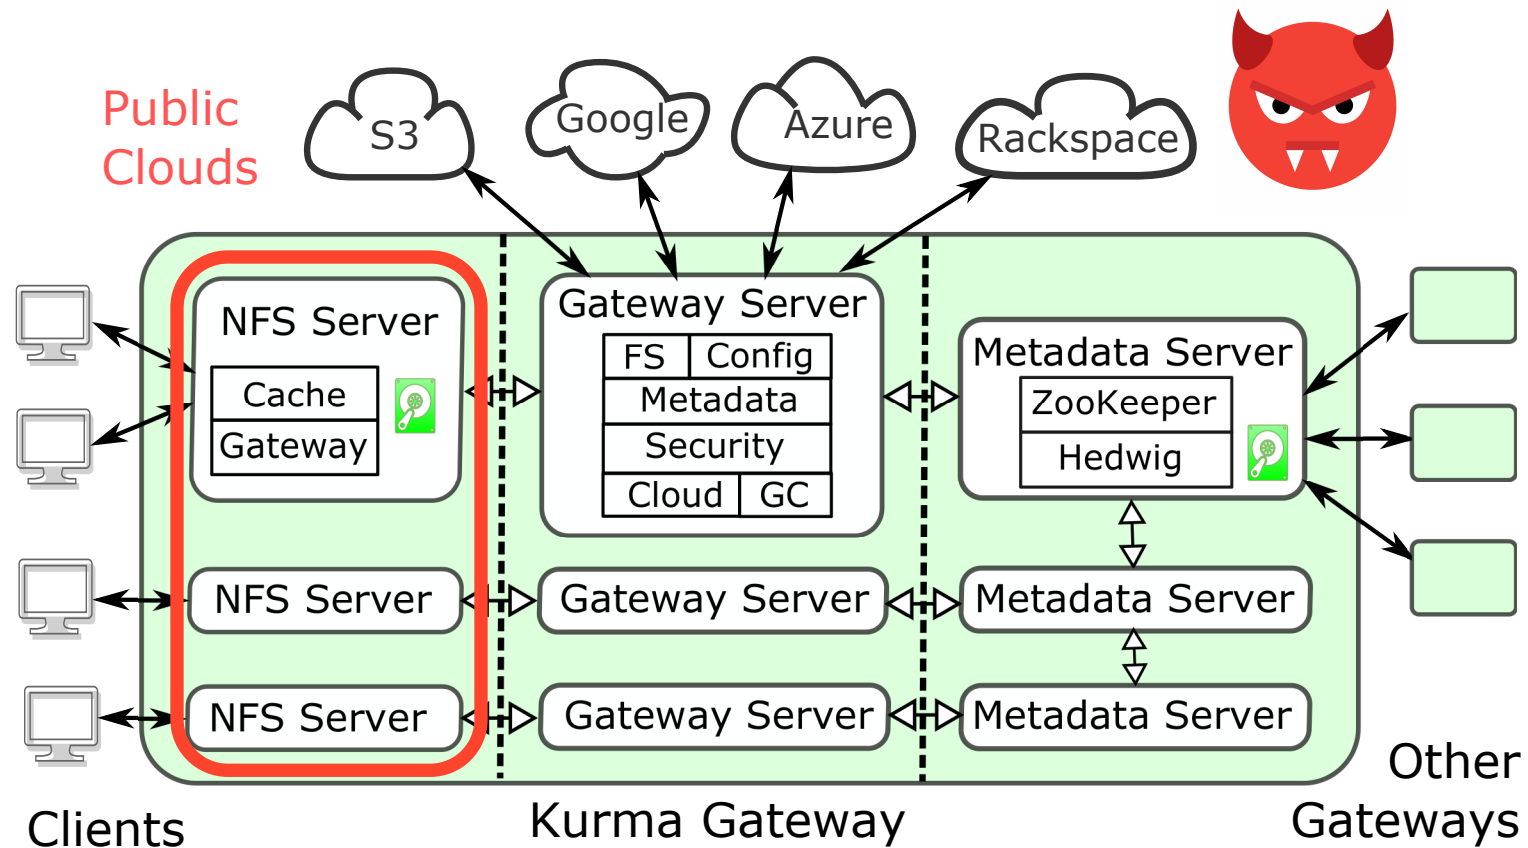 Public
Clouds
S3
Google
Azure
Rackspace
NFS Server
Cache
Gateway
Gateway Server
FS
Config
Metadata
Security
Cloud
GC
Metadata Server
ZooKeeper
Hedwig
NFS Server
Gateway Server
Metadata Server
NFS Server
Gateway Server
Metadata Server
Clients
Kurma Gateway
Other
Gateways